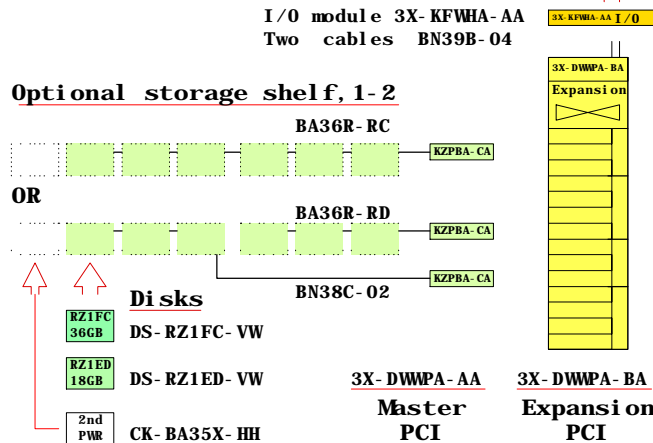 I/O module 3X-KFWHA-AA
3X-KFWHA-AA I/O
Two cables BN39B-04
3X-DWWPA-BA
Expansion
Optional storage shelf, 1-2
BA36R-RC
KZPBA-CA
OR
BA36R-RD
KZPBA-CA
KZPBA-CA
BN38C-02
Disks
RZ1FC
36GB
DS-RZ1FC-VW
RZ1ED
18GB
DS-RZ1ED-VW
2nd
PWR
CK-BA35X-HH
3X-DWWPA-AA
Master
PCI
3X-DWWPA-BA
Expansion
PCI